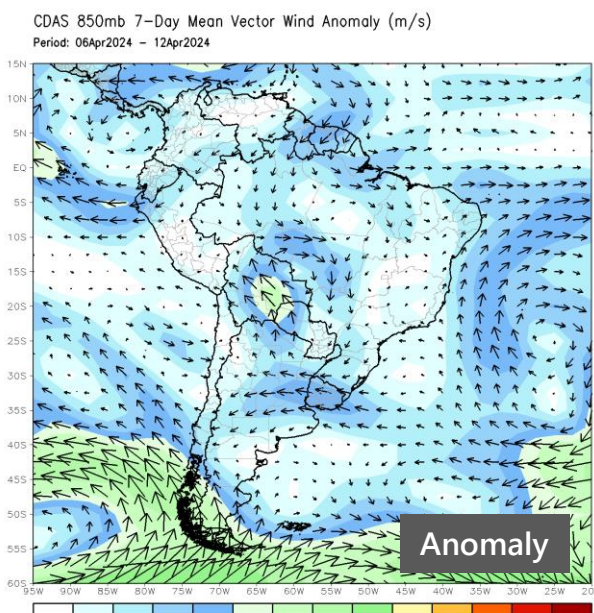 CDAS 850mb 7-Day Mean Vector Wind Anomaly (m/s)
Period: 06Apr2024 - 12Apr2024
15N
10N
5N
EQ
5S
10S
15S
20S
25S
30S
35S
40S
45S
50S
55S
60S
Anomaly
95W 90W 85W 80W 75W 70W 65W 60W 55W 50W 45W 40W 35W 30W 25W